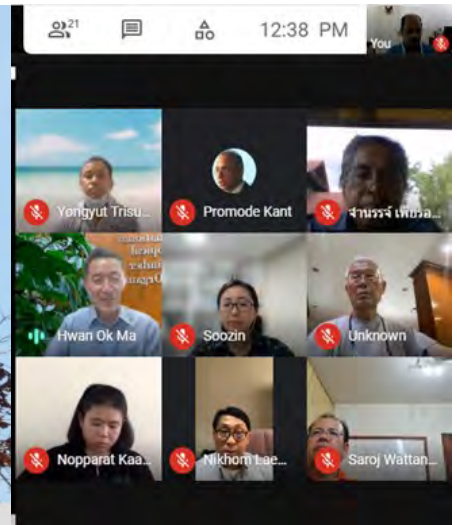 21
12:38 PM
You
Yongyut Trisu...
Promode Kant
จำนรรจ์ เพียรอ...
Hwan Ok Ma
Soozin
Unknown
Nopparat Kaa...
Nikhom Lae...
Saroj Wattan...